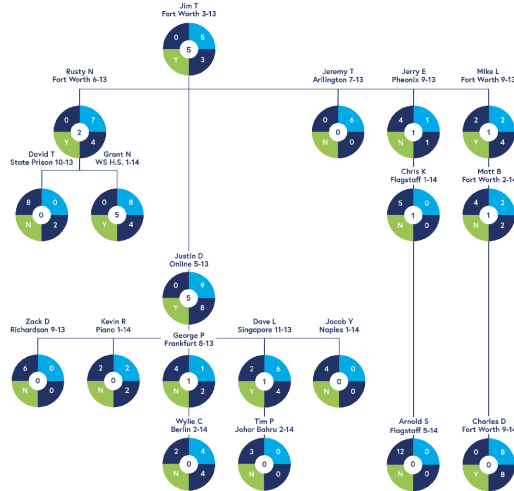 Jim T
Fort Worth 3-13
0 5
5
Y 3
Rusty N
Fort Worth 6-13
0 7
2
Y 4
Jeremy T
Arllington 7-13
0 6
0
N 0
Jerry E
Pheonix 9-13
4 1
1
N 1
Mike L
Fort Worth 9-13
2 2
1
Y 4
David T
State Prison 10-13
8 0
0
N 2
Grant N
WS H.S. 1-14
0 8
5
Y 4
Chris K
Flagstaff 1-14
5 0
1
N 0
Matt B
Fort Worth 2-14
4 2
1
N 2
Justin D
Online 5-13
0 9
5
Y 8
Zack D
Richardson 9-13
6 0
0
N 0
Kevin R
Plano 1-14
2 2
0
N 2
George P
Frankfurt 8-13
4 1
1
N 2
Dave L
Singapore 11-13
2 6
1
Y 4
Jacob Y
Naples 1-14
4 0
0
N 0
Wylie C
Berlin 2-14
2 4
0
N 4
Tim P
Johor Bahru 2-14
3 0
0
N 0
Arnold S
Flagstaff 5-14
12 0
0
N 0
Charles D
Fort Worth 9-14
0 8
0
Y 8